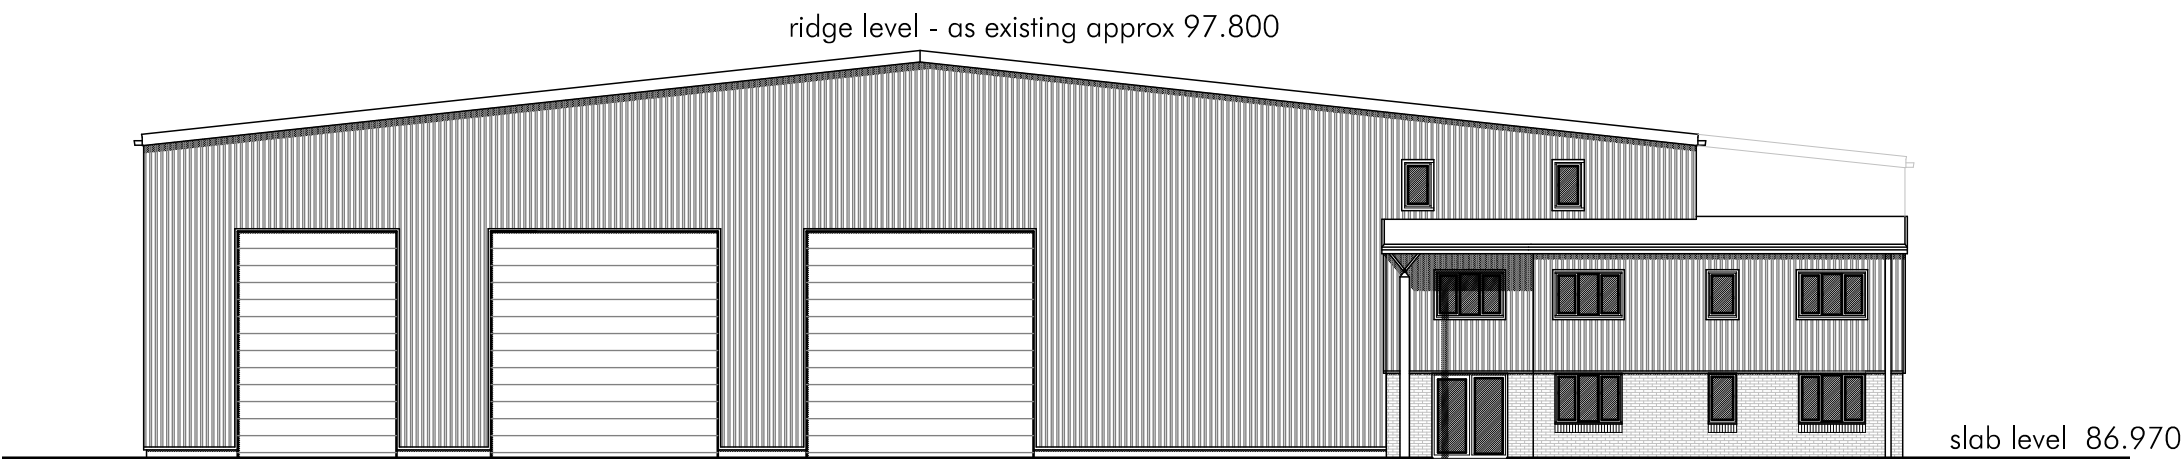 ridge level - as existing approx 97.800
slab level 86.970